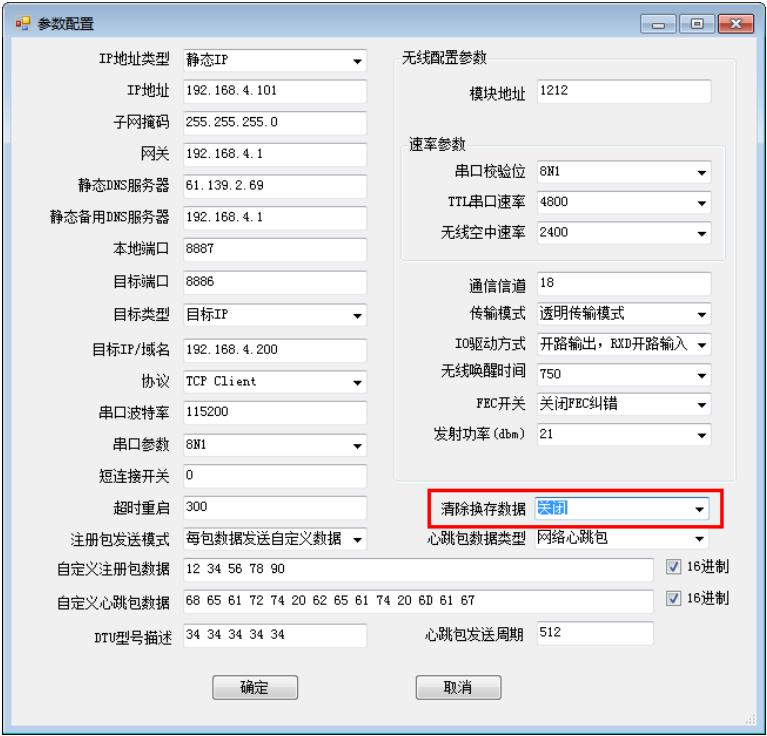 参数配置
IP地址类型 静态IP
IP地址 192.168.4.101
子网掩码 255.255.255.0
网关 192.168.4.1
静态DNS服务器 61.139.2.69
静态备用DNS服务器 192.168.4.1
本地端口 8887
目标端口 8886
目标类型 目标IP
目标IP/域名 192.168.4.200
协议 TCP Client
串口波特率 115200
串口参数 8N1
短连接开关 0
超时重启 300
注册包发送模式 每包数据发送自定义数据
无线配置参数
模块地址 1212
速率参数
串口校验位 8N1
TTL串口速率 4800
无线空中速率 2400
通信信道 18
传输模式 透明传输模式
IO驱动方式 开路输出，RXD开路输入
无线唤醒时间 750
FEC开关 关闭FEC纠错
发射功率(dbm) 21
清除换存数据 关闭
心跳包数据类型 网络心跳包
自定义注册包数据 12 34 56 78 90 16进制
自定义心跳包数据 68 65 61 72 74 20 62 65 61 74 20 6D 61 67 16进制
DTU型号描述 34 34 34 34 34 心跳包发送周期 512
确定 取消